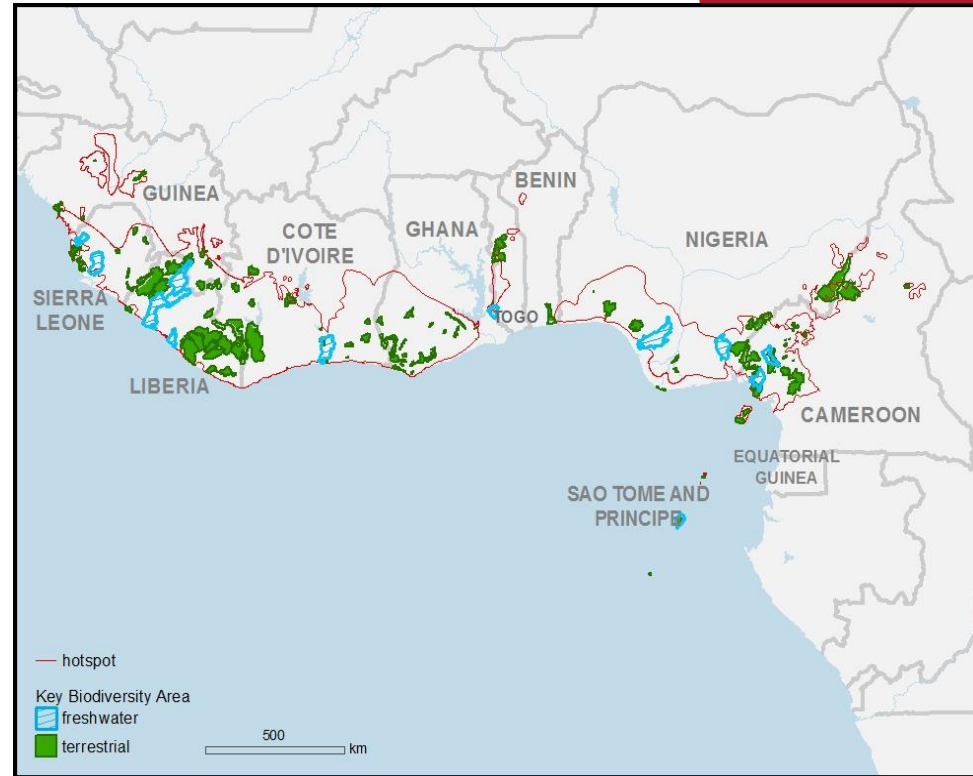 BENIN
GUINEA
COTE
D'IVOIRE
GHANA
NIGERIA
SIERRA
LEONE
TOGO
LIBERIA
CAMEROON
EQUATORIAL
GUINEA
SAO TOME AND
PRINCIPE
hotspot
Key Biodiversity Area
freshwater
terrestrial
500
km